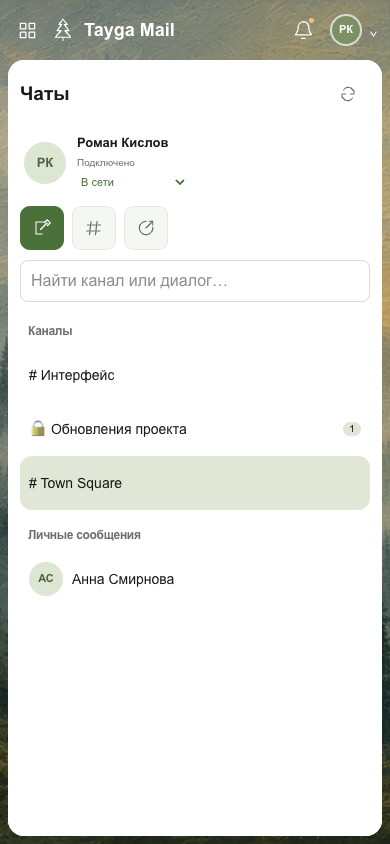 Tayga Mail
РК
Чаты
РК
Роман Кислов
Подключено
В сети
Найти канал или диалог...
Каналы
# Интерфейс
Обновления проекта
1
# Town Square
Личные сообщения
АС
Анна Смирнова